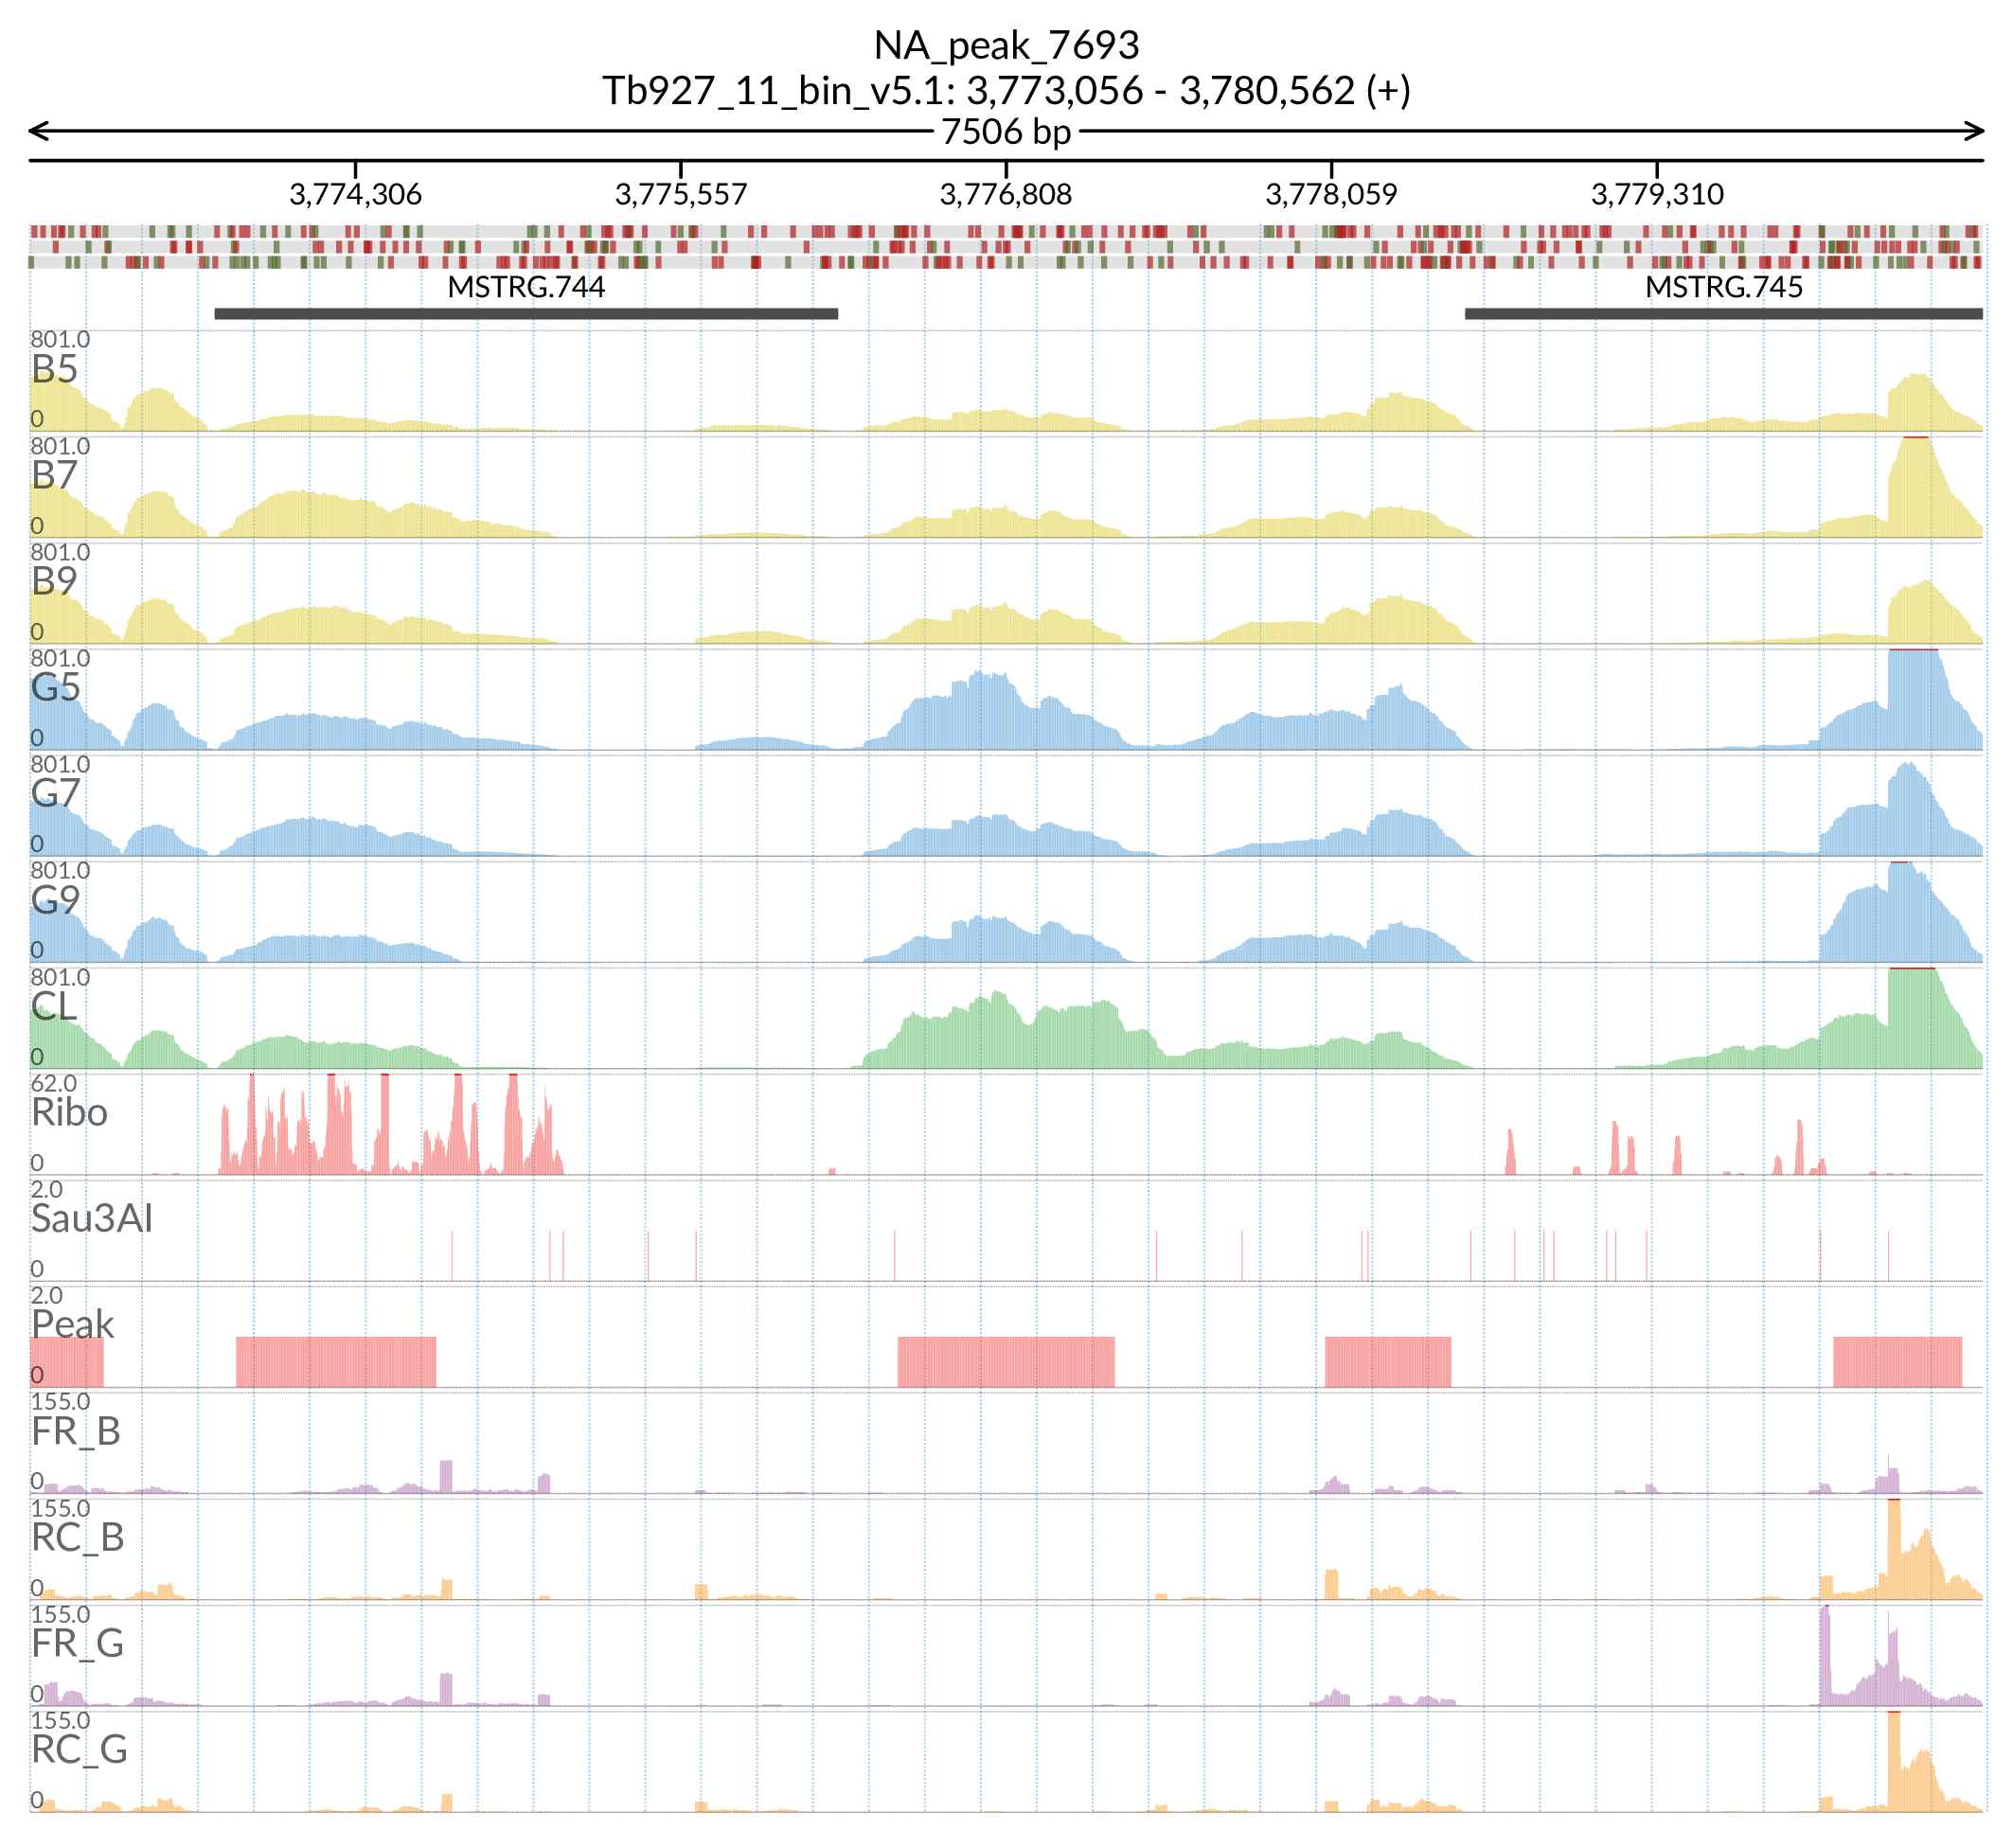 NA_peak_7693
Tb927_11_bin_v5.1: 3,773,056 - 3,780,562 (+)
7506 bp
3,774,306 3,775,557 3,776,808 3,778,059 3,779,310
MSTRG.744 MSTRG.745
801.0
B5
0
801.0
B7
0
801.0
B9
0
801.0
G5
0
801.0
G7
0
801.0
G9
0
801.0
CL
0
62.0
Ribo
0
2.0
Sau3AI
0
2.0
Peak
0
155.0
FR_B
0
155.0
RC_B
0
155.0
FR_G
0
155.0
RC_G
0